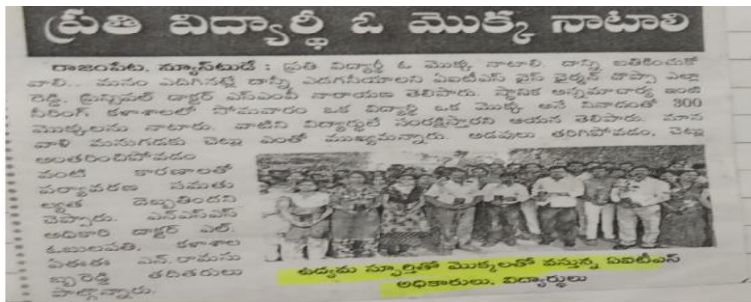 ప్రతి విద్యార్థీ ఓ మొక్క నాటాలి
రాజంపేట, న్యూస్‌టుడే : ప్రతి విద్యార్థీ ఓ మొక్క నాటాలి. దాన్ని బతికించుకో
వాలి.. మనం ఎదిగినట్లే దాన్నీ ఎదగనీయాలని ఏఐటీఎస్ వైస్ ఛైర్మన్ చొప్పా ఎల్లా
రెడ్డి, ప్రిన్సిపల్ డాక్టర్ ఎస్ఎంవీ నారాయణ తెలిపారు. స్థానిక అన్నమాచార్య ఇంజి
నీరింగ్ కళాశాలలో సోమవారం ఒక విద్యార్థి ఒక మొక్క అనే నినాదంతో 300
మొక్కలను నాటారు. వాటిని విద్యార్థులే సంరక్షిస్తారని ఆయన తెలిపారు. మాన
వాళి మనుగడకు చెట్లూ ఎంతో ముఖ్యమన్నారు. అడవులు తరిగిపోవడం, చెట్లు
అంతరించిపోవడం
వంటి కారణాలతో
పర్యావరణ సమతు
ల్యత దెబ్బతిందని
చెప్పారు. ఎన్ఎస్ఎస్
అధికారి డాక్టర్ ఎల్.
ఓబులపతి, కళాశాల
ఏఈఈ ఎన్.రామసు
బ్బారెడ్డి తదితరులు
పాల్గొన్నారు.
ఉద్యమ స్ఫూర్తితో మొక్కలతో వస్తున్న ఏఐటీఎస్
అధికారులు, విద్యార్థులు